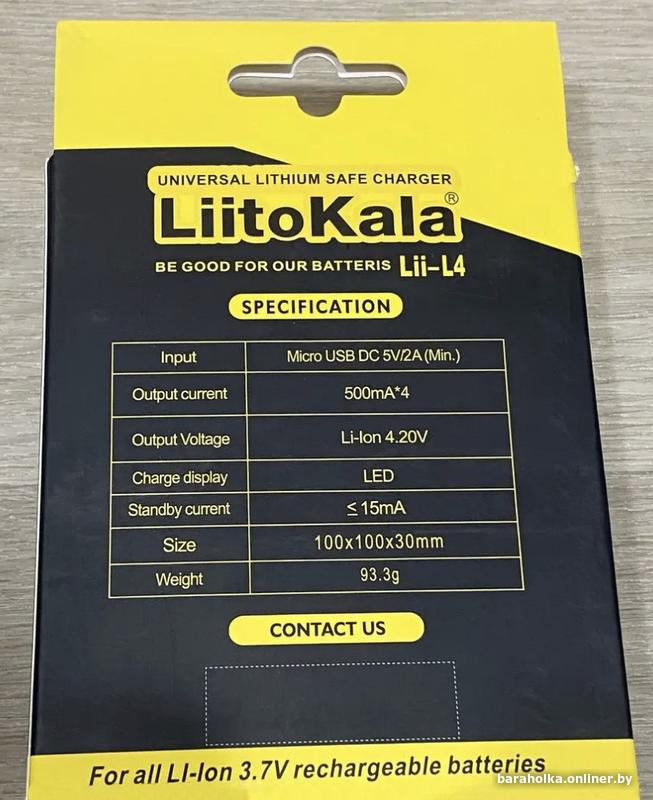 UNIVERSAL LITHIUM SAFE CHARGER
LiitoKala®
BE GOOD FOR OUR BATTERIS Lii-L4
SPECIFICATION
Input Micro USB DC 5V/2A (Min.)
Output current 500mA*4
Output Voltage Li-Ion 4.20V
Charge display LED
Standby current ≤15mA
Size 100x100x30mm
Weight 93.3g
CONTACT US
For all LI-Ion 3.7V rechargeable batteries
baraholka.onliner.by